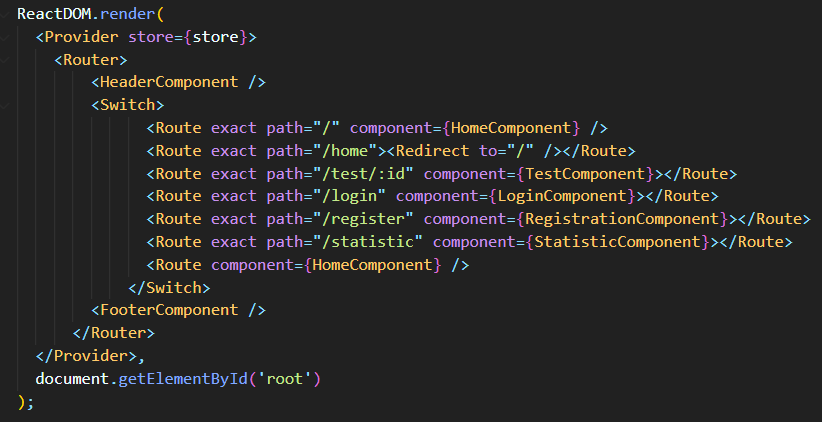 ReactDOM.render(
<Provider store={store}>
<Router>
<HeaderComponent />
<Switch>
<Route exact path="/" component={HomeComponent} />
<Route exact path="/home"><Redirect to="/" /></Route>
<Route exact path="/test/:id" component={TestComponent}></Route>
<Route exact path="/login" component={LoginComponent}></Route>
<Route exact path="/register" component={RegistrationComponent}></Route>
<Route exact path="/statistic" component={StatisticComponent}></Route>
<Route component={HomeComponent} />
</Switch>
<FooterComponent />
</Router>
</Provider>,
document.getElementById('root')
);